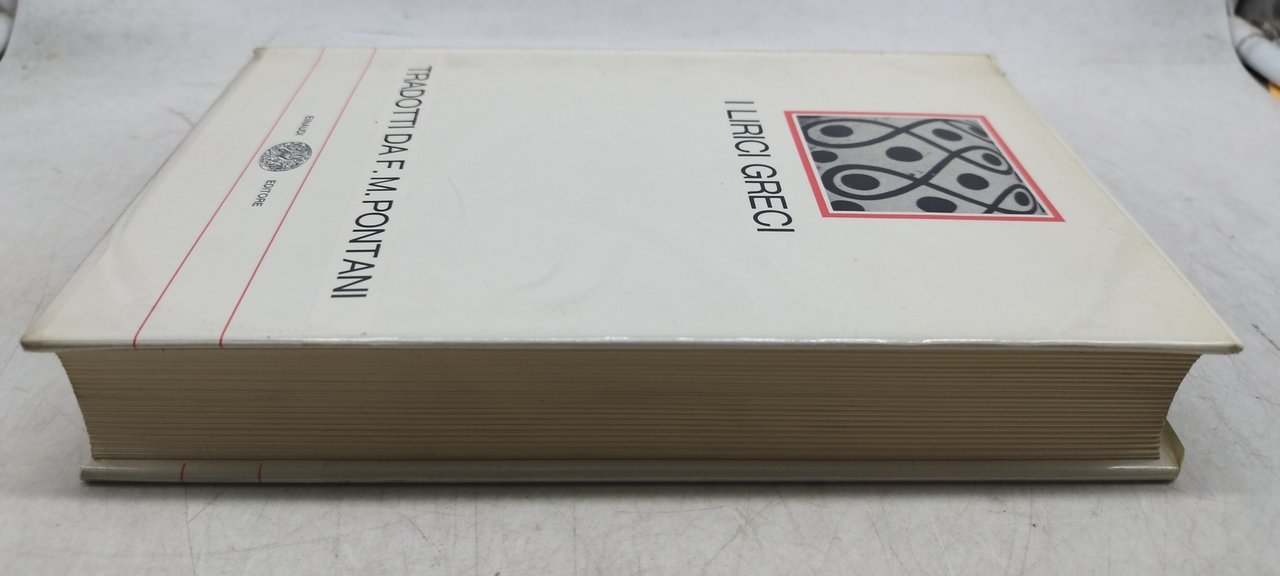 I LIRICI GRECI
TRADOTTI DA F. M. PONTANI
EINAUDI
EDITORE